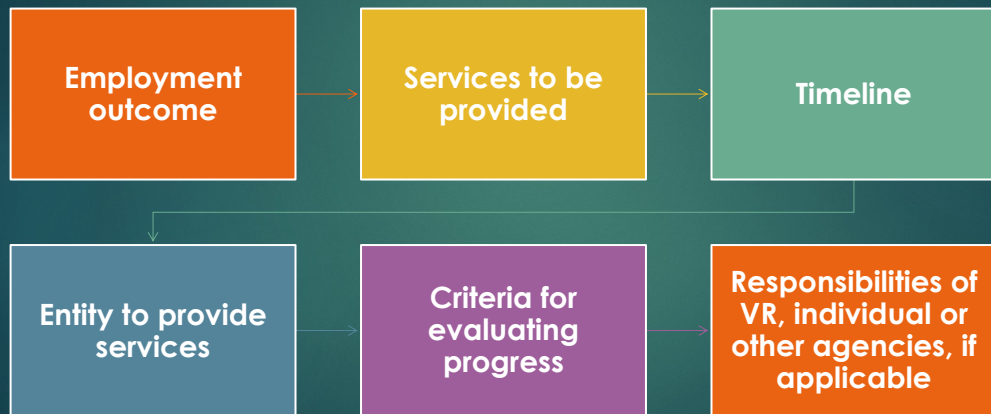 Employment
outcome
Services to be
provided
Timeline
Entity to provide
services
Criteria for
evaluating
progress
Responsibilities of
VR, individual or
other agencies, if
applicable